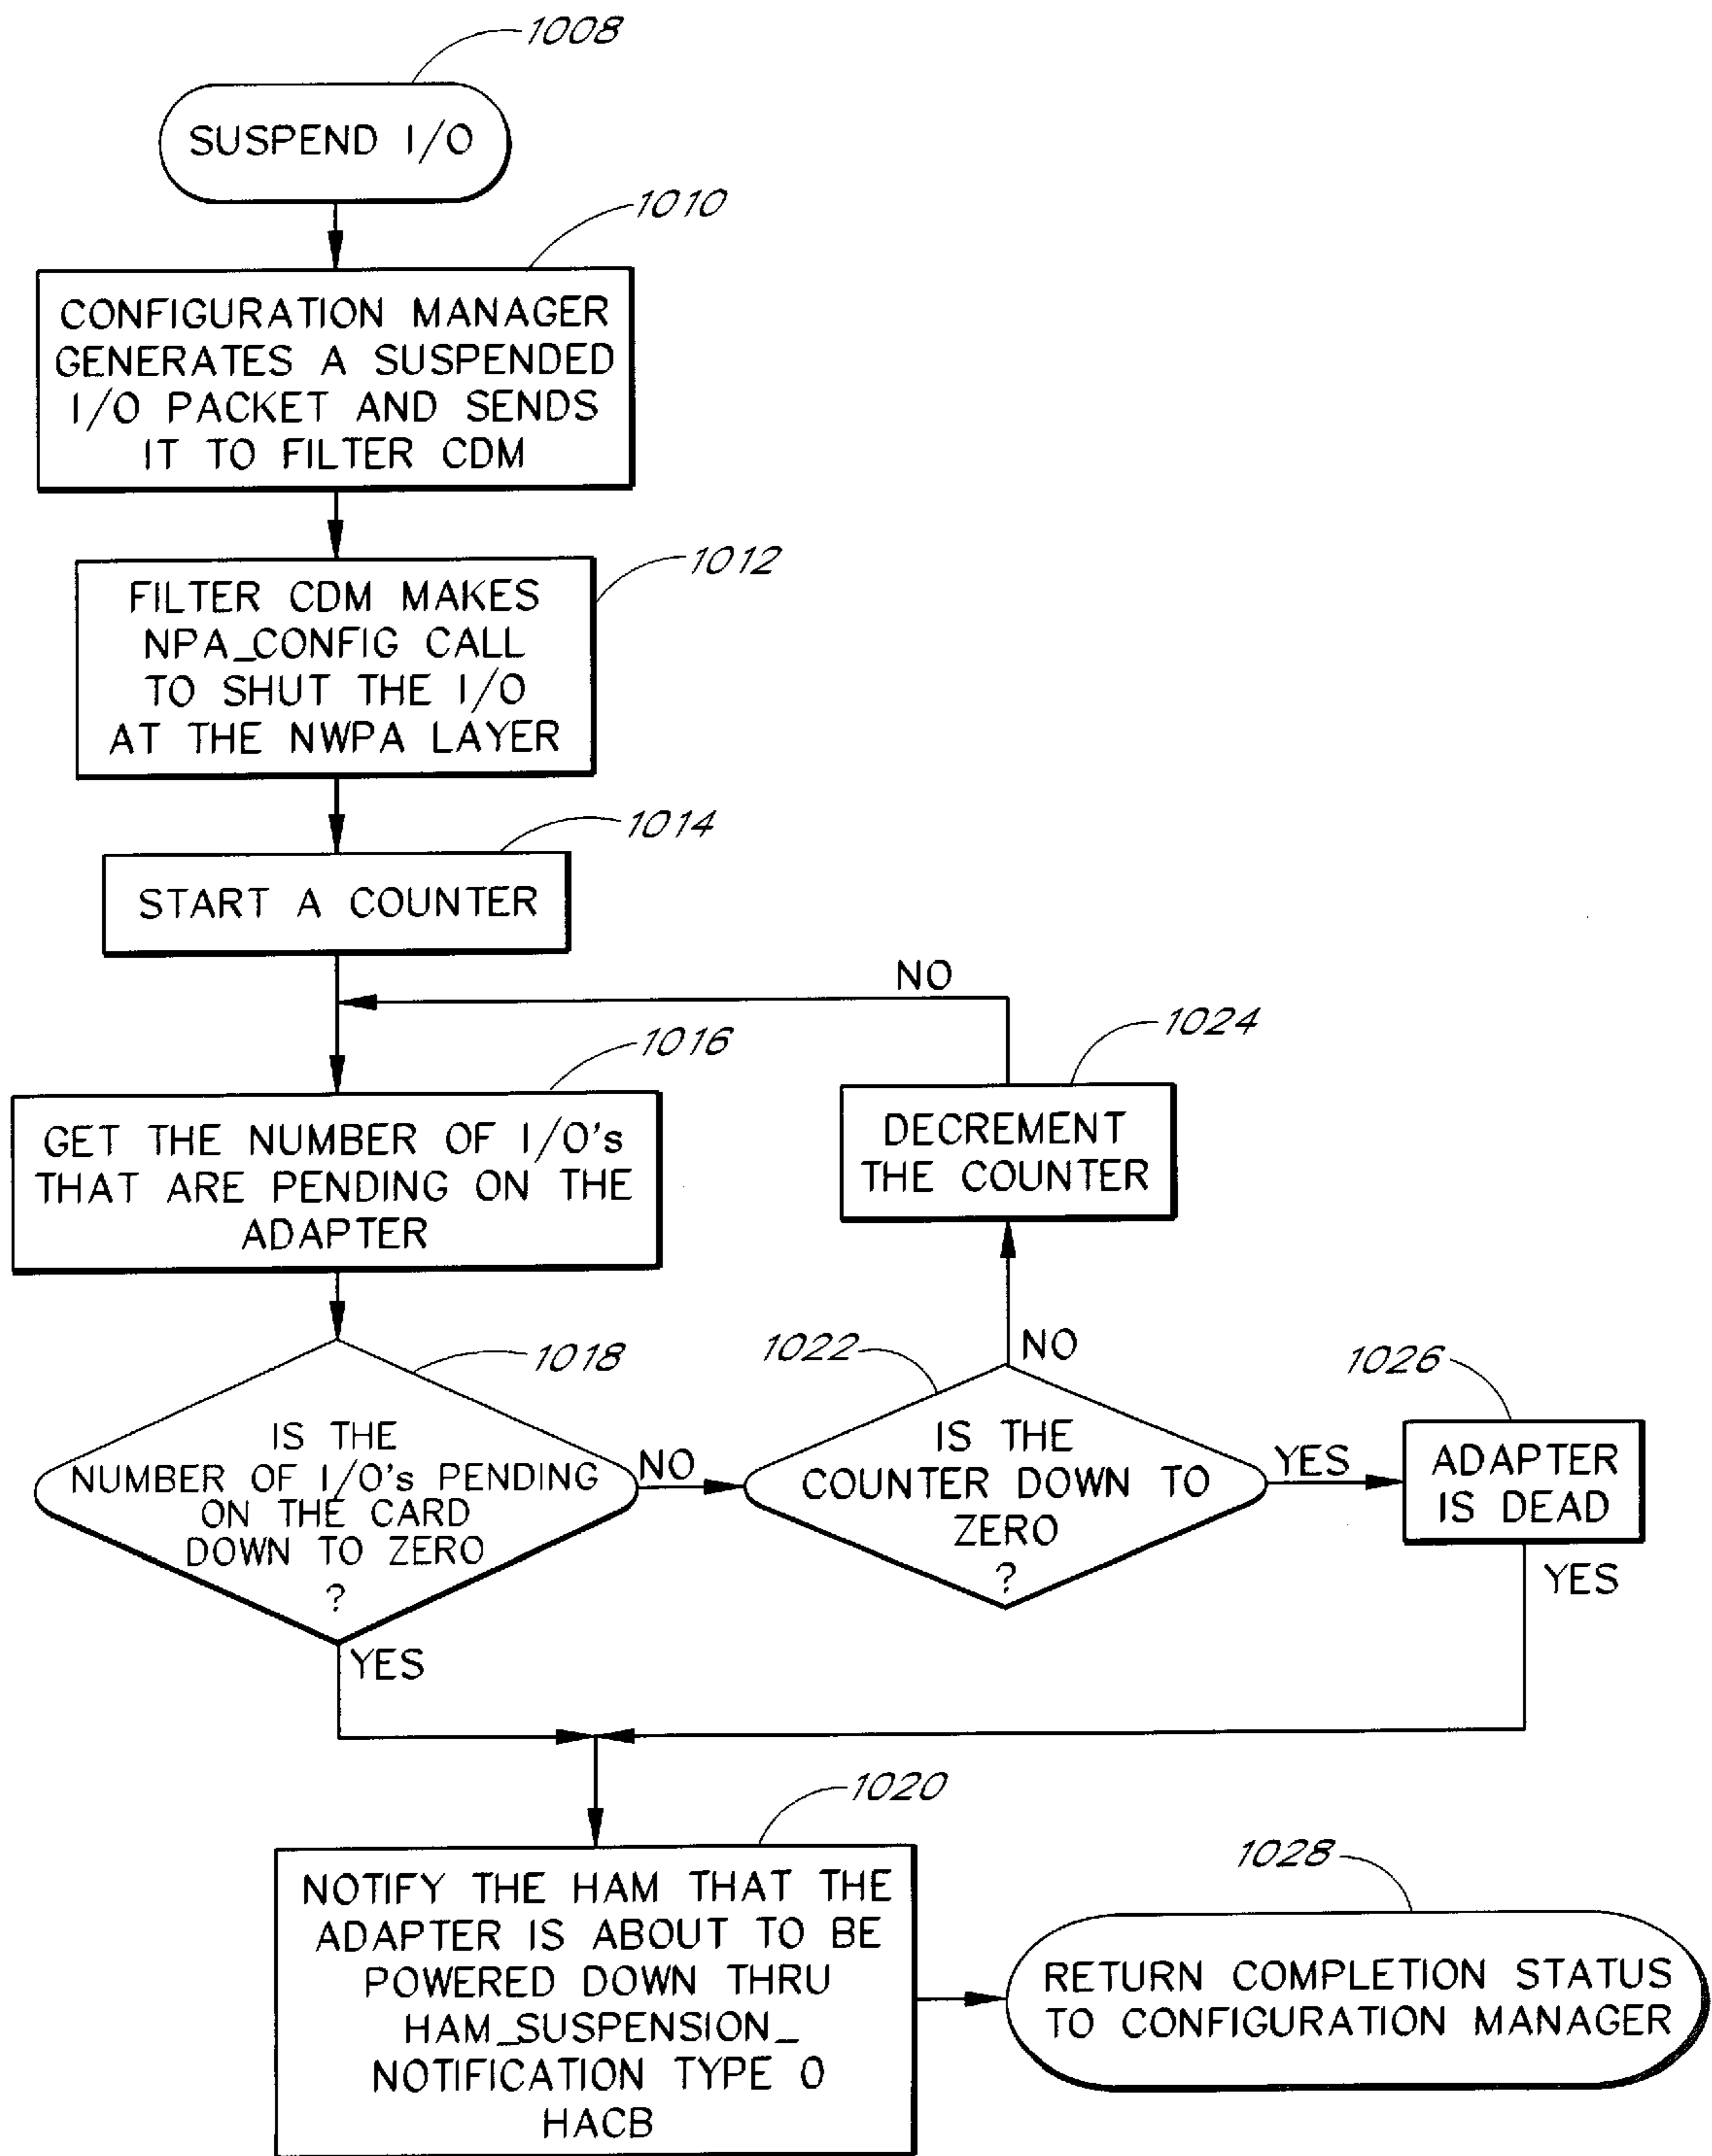 1008
SUSPEND I/O
1010
CONFIGURATION MANAGER
GENERATES A SUSPENDED
I/O PACKET AND SENDS
IT TO FILTER CDM
1012
FILTER CDM MAKES
NPA_CONFIG CALL
TO SHUT THE I/O
AT THE NWPA LAYER
1014
START A COUNTER
NO
1016
GET THE NUMBER OF I/O's
THAT ARE PENDING ON THE
ADAPTER
1024
DECREMENT
THE COUNTER
1018
IS THE
NUMBER OF I/O's PENDING
ON THE CARD
DOWN TO ZERO
?
NO
YES
1022
NO
IS THE
COUNTER DOWN TO
ZERO
?
YES
1026
ADAPTER
IS DEAD
YES
1020
NOTIFY THE HAM THAT THE
ADAPTER IS ABOUT TO BE
POWERED DOWN THRU
HAM_SUSPENSION_
NOTIFICATION TYPE 0
HACB
1028
RETURN COMPLETION STATUS
TO CONFIGURATION MANAGER